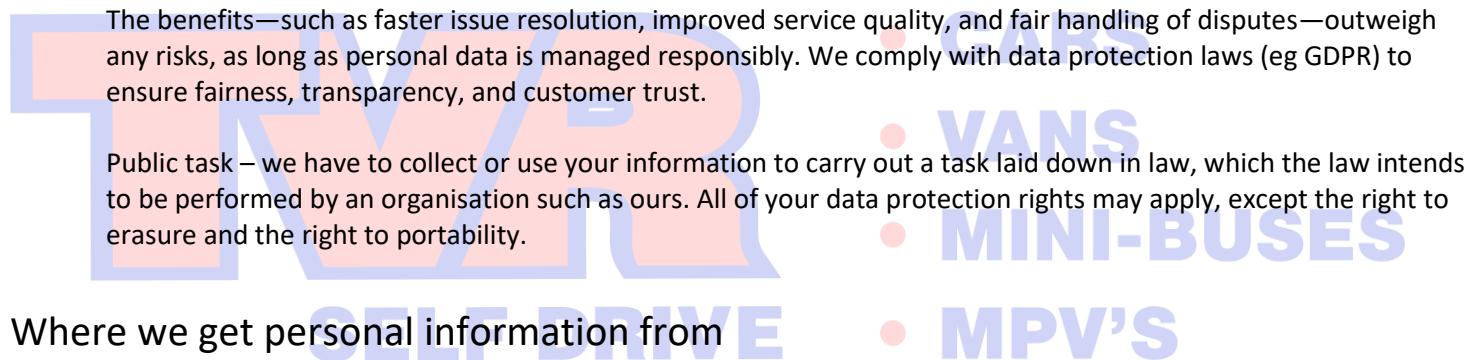 The benefits—such as faster issue resolution, improved service quality, and fair handling of disputes—outweigh
any risks, as long as personal data is managed responsibly. We comply with data protection laws (eg GDPR) to
ensure fairness, transparency, and customer trust.
Public task – we have to collect or use your information to carry out a task laid down in law, which the law intends
to be performed by an organisation such as ours. All of your data protection rights may apply, except the right to
erasure and the right to portability.
Where we get personal information from
TVR
SELF DRIVE
• CARS
• VANS
• MINI-BUSES
• MPV'S